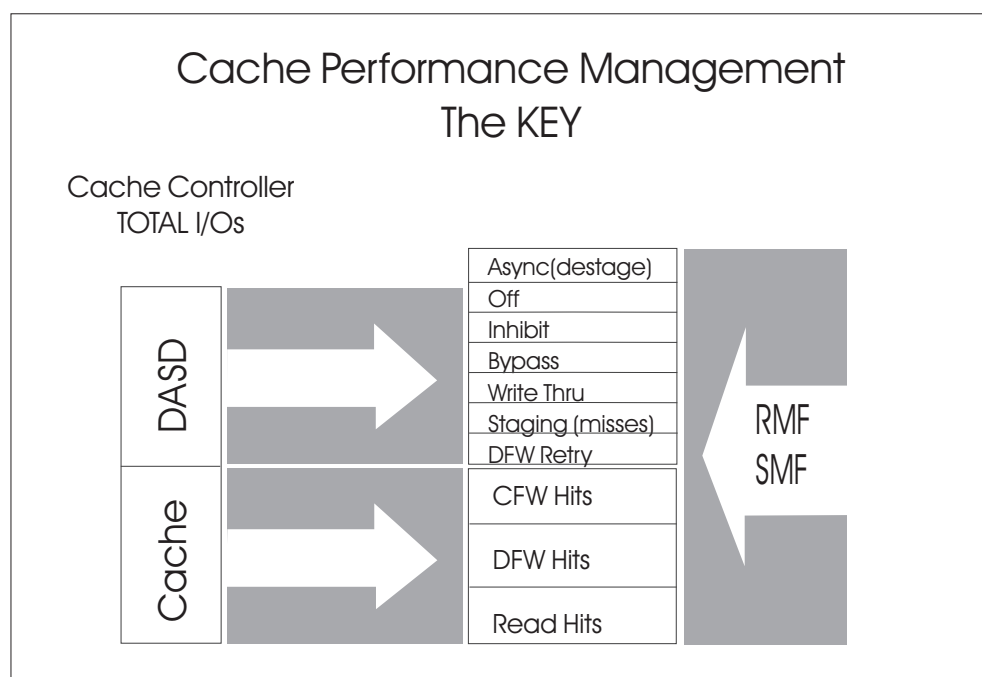 Cache Performance Management
The KEY
Cache Controller
TOTAL I/Os
DASD
Cache
Async(destage)
Off
Inhibit
Bypass
Write Thru
Staging (misses)
DFW Retry
CFW Hits
DFW Hits
Read Hits
RMF
SMF